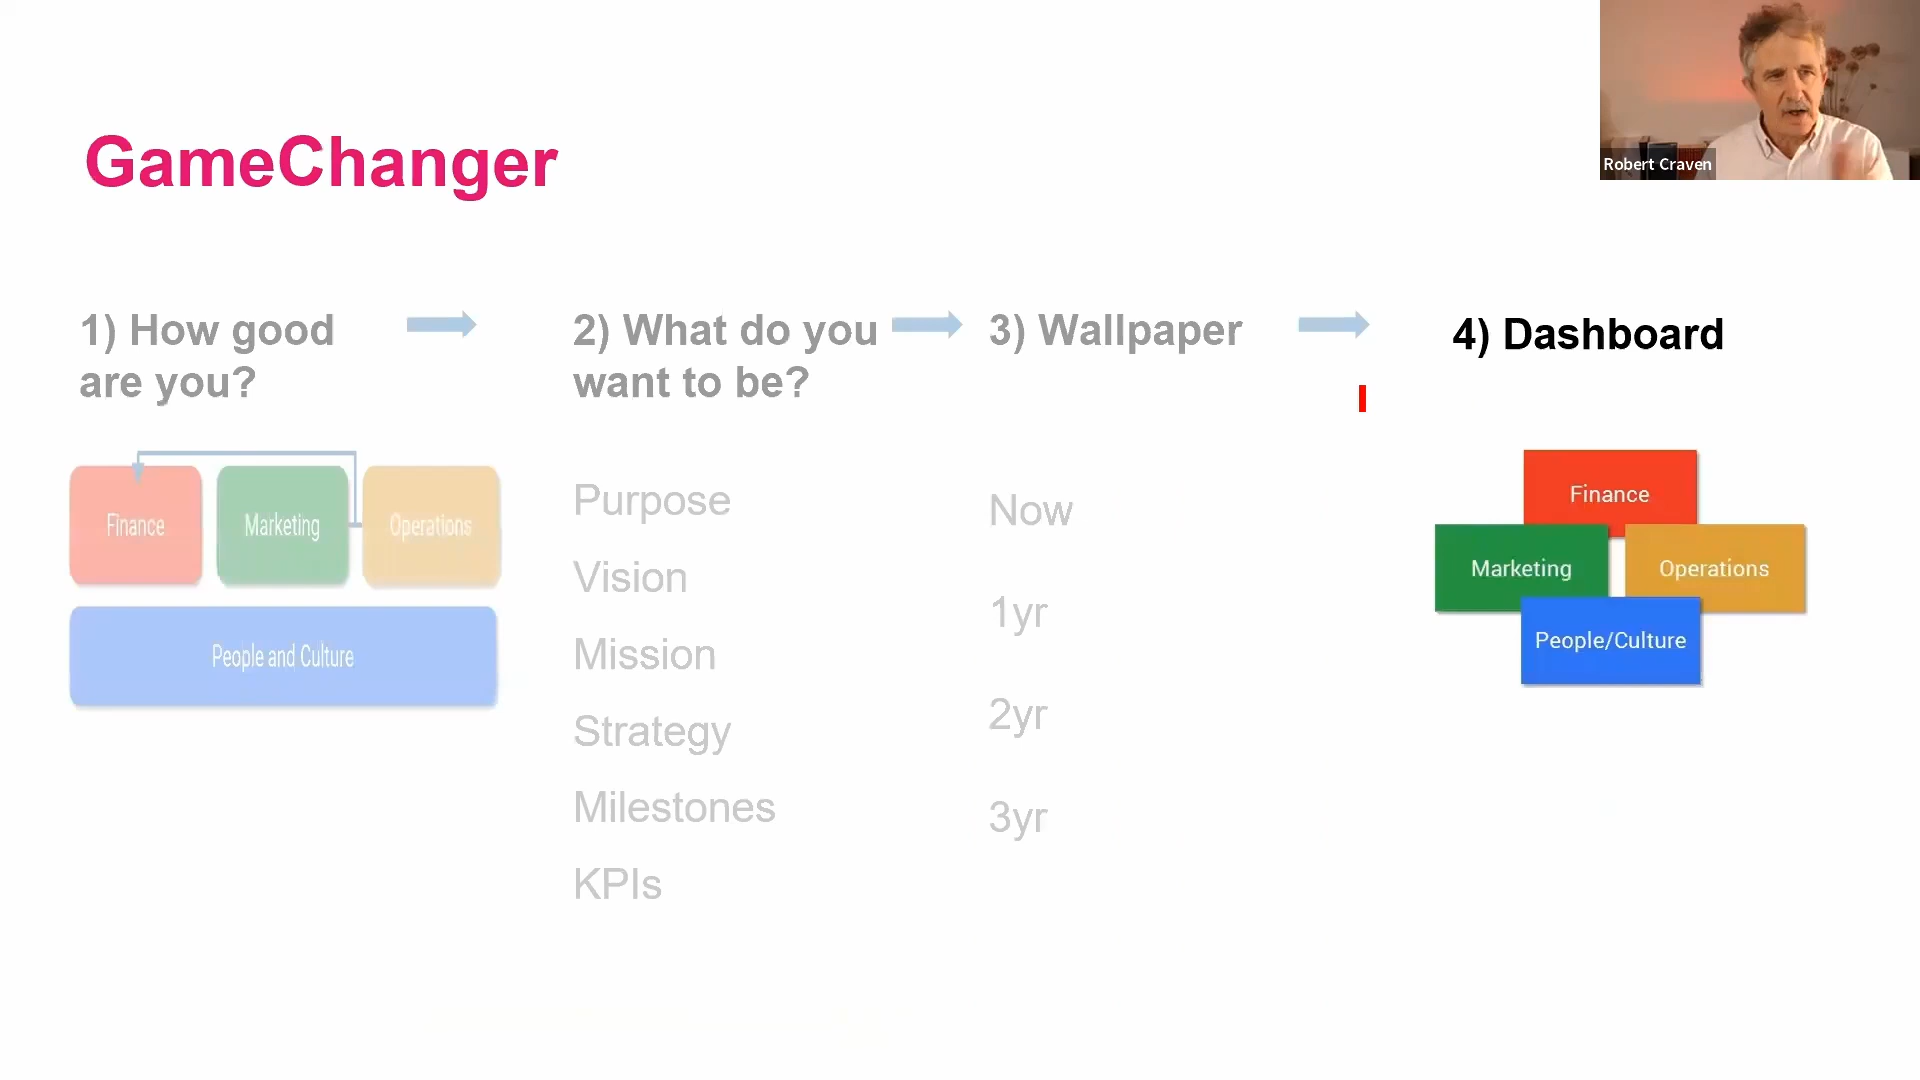 GameChanger
Robert Craven
1) How good
are you?
Finance
Marketing
Operations
People and Culture
2) What do you
want to be?
Purpose
Vision
Mission
Strategy
Milestones
KPIs
3) Wallpaper
Now
1yr
2yr
3yr
4) Dashboard
Finance
Marketing
Operations
People/Culture